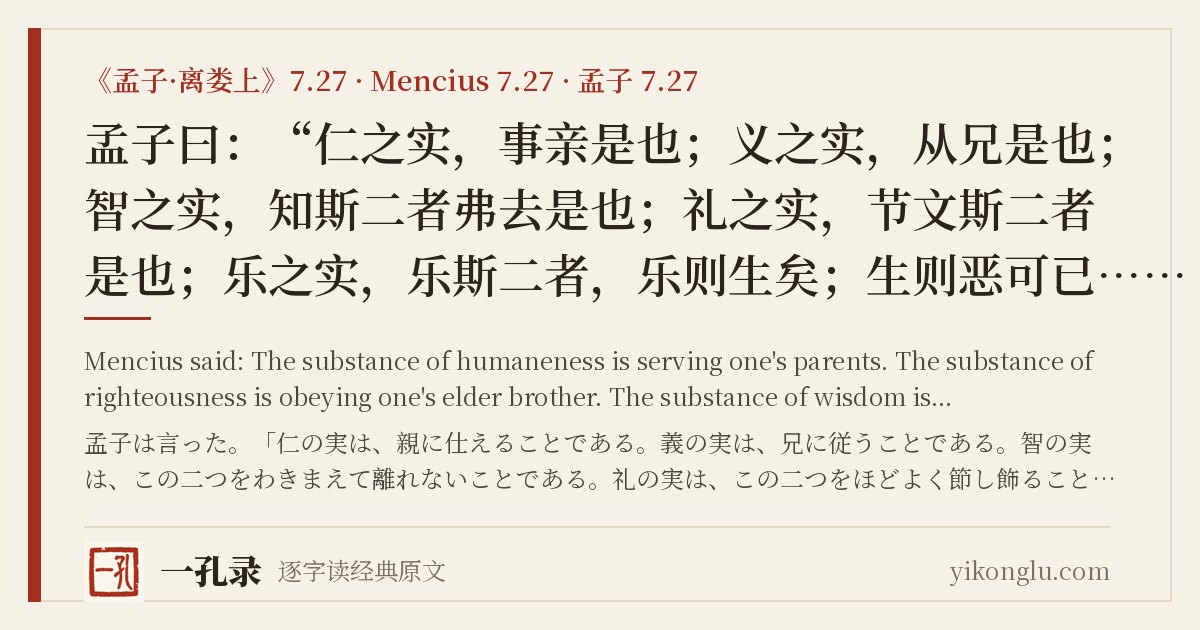 《孟子·离娄上》7.27 · Mencius 7.27 · 孟子 7.27
孟子曰：“仁之实，事亲是也；义之实，从兄是也；
智之实，知斯二者弗去是也；礼之实，节文斯二者
是也；乐之实，乐斯二者，乐则生矣；生则恶可已……
Mencius said: The substance of humaneness is serving one's parents. The substance of
righteousness is obeying one's elder brother. The substance of wisdom is...
孟子は言った。「仁の実は、親に仕えることである。義の実は、兄に従うことである。智の実
は、この二つをわきまえて離れないことである。礼の実は、この二つをほどよく節し飾ること…
一孔
一孔录 逐字读经典原文
yikonglu.com